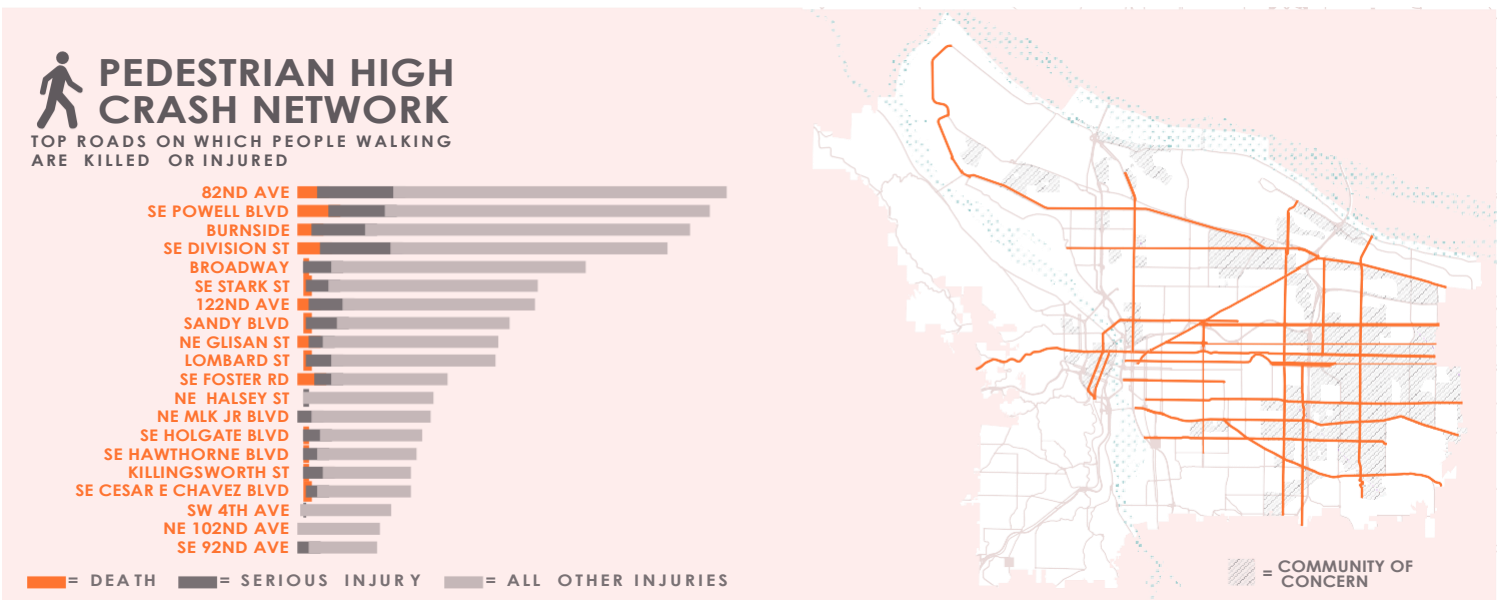 PEDESTRIAN HIGH
CRASH NETWORK
TOP ROADS ON WHICH PEOPLE WALKING
ARE KILLED OR INJURED
82ND AVE
SE POWELL BLVD
BURNSIDE
SE DIVISION ST
BROADWAY
SE STARK ST
122ND AVE
SANDY BLVD
NE GLISAN ST
LOMBARD ST
SE FOSTER RD
NE HALSEY ST
NE MLK JR BLVD
SE HOLGATE BLVD
SE HAWTHORNE BLVD
KILLINGSWORTH ST
SE CESAR E CHAVEZ BLVD
SW 4TH AVE
NE 102ND AVE
SE 92ND AVE
= DEATH = SERIOUS INJURY = ALL OTHER INJURIES
= COMMUNITY OF
CONCERN